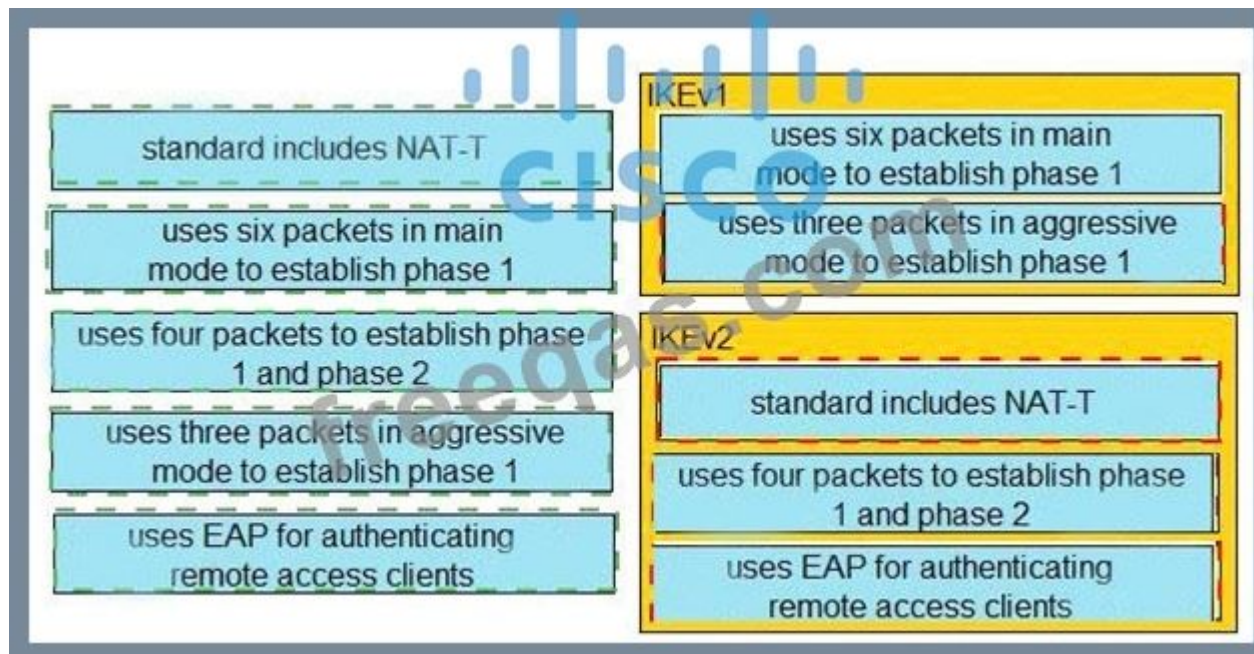 standard includes NAT-T
uses six packets in main
mode to establish phase 1
uses four packets to establish phase
1 and phase 2
uses three packets in aggressive
mode to establish phase 1
uses EAP for authenticating
remote access clients
IKEv1
uses six packets in main
mode to establish phase 1
uses three packets in aggressive
mode to establish phase 1
IKEv2
standard includes NAT-T
uses four packets to establish phase
1 and phase 2
uses EAP for authenticating
remote access clients
CISCO
freeqas.com